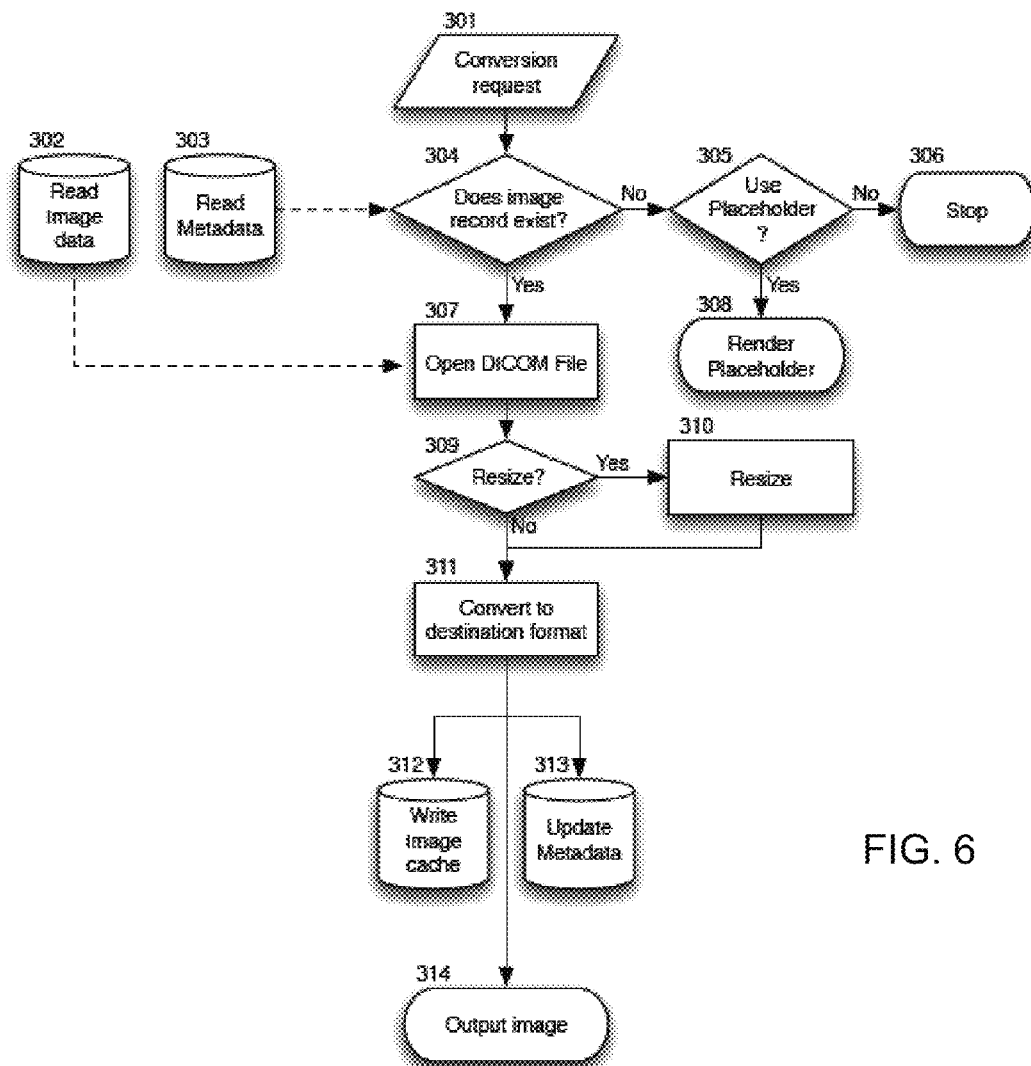 301
Conversion
request
302
303
304
305
306
Read
Image
data
Read
Metadata
Does image
record exist?
No
Use
Placeholder
?
No
Stop
Yes
Yes
307
308
Open DICOM File
Render
Placeholder
309
310
Resize?
Yes
Resize
No
311
Convert to
destination format
312
313
Write
image
cache
Update
Metadata
FIG. 6
314
Output image